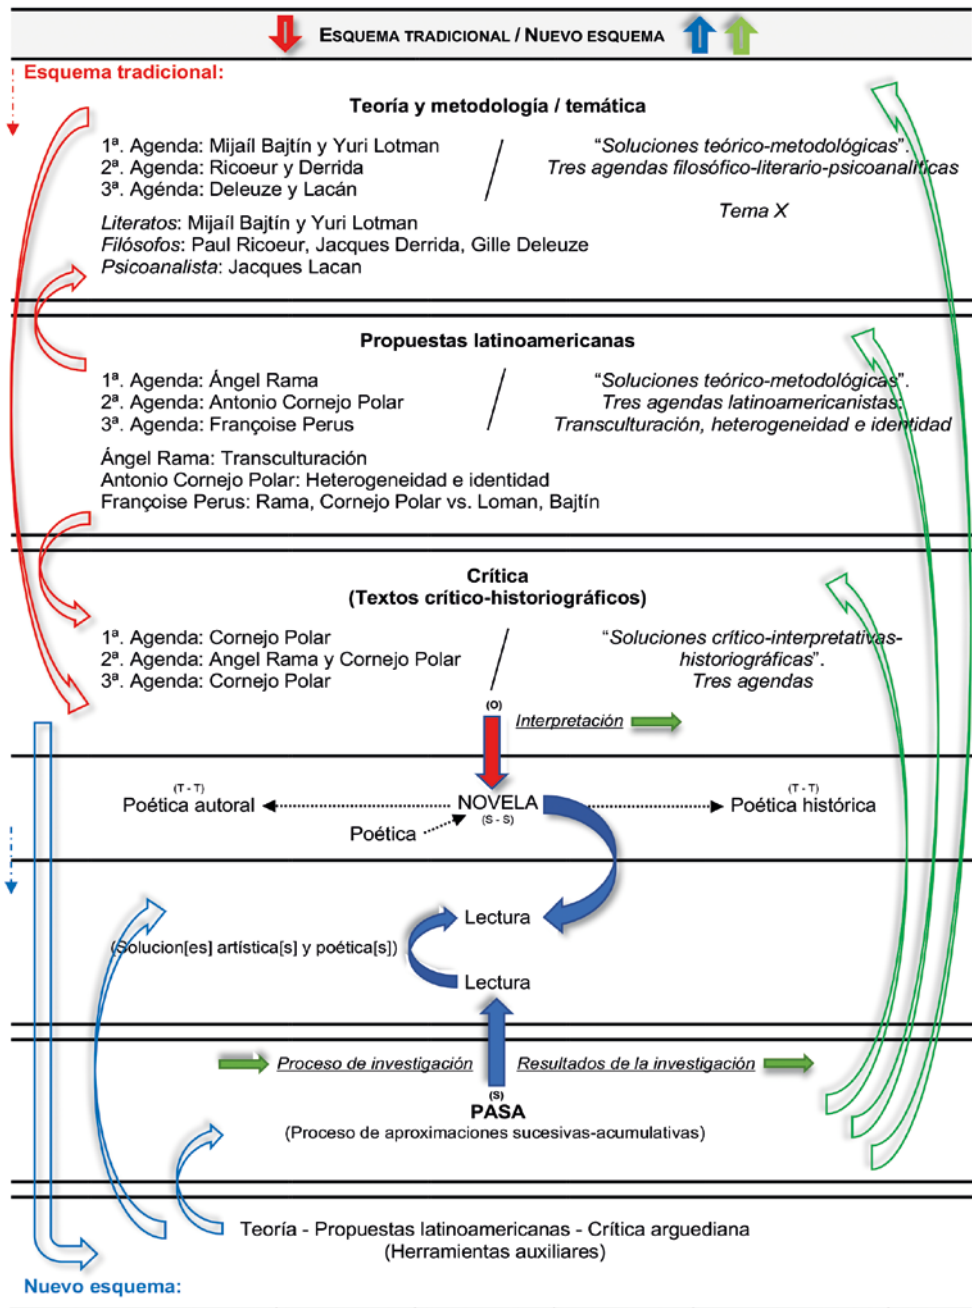 ESQUEMA TRADICIONAL / NUEVO ESQUEMA
Esquema tradicional:
Teoría y metodología / temática
1ª. Agenda: Mijaíl Bajtín y Yuri Lotman
2ª. Agenda: Ricoeur y Derrida
3ª. Agénda: Deleuze y Lacán
/
“Soluciones teórico-metodológicas”.
Tres agendas filosófico-literario-psicoanalíticas
Tema X
Literatos: Mijaíl Bajtín y Yuri Lotman
Filósofos: Paul Ricoeur, Jacques Derrida, Gille Deleuze
Psicoanalista: Jacques Lacan
Propuestas latinoamericanas
1ª. Agenda: Ángel Rama
2ª. Agenda: Antonio Cornejo Polar
3ª. Agenda: Françoise Perus
/
“Soluciones teórico-metodológicas”.
Tres agendas latinoamericanistas:
Transculturación, heterogeneidad e identidad
Ángel Rama: Transculturación
Antonio Cornejo Polar: Heterogeneidad e identidad
Françoise Perus: Rama, Cornejo Polar vs. Loman, Bajtín
Crítica
(Textos crítico-historiográficos)
1ª. Agenda: Cornejo Polar
2ª. Agenda: Angel Rama y Cornejo Polar
3ª. Agenda: Cornejo Polar
/
“Soluciones crítico-interpretativas-
historiográficas”.
Tres agendas
(O)
Interpretación
(T - T)
Poética autoral
NOVELA
(S - S)
(T - T)
Poética histórica
Poética
Lectura
(Solucion[es] artística[s] y poética[s])
Lectura
Proceso de investigación
Resultados de la investigación
(S)
PASA
(Proceso de aproximaciones sucesivas-acumulativas)
Teoría - Propuestas latinoamericanas - Crítica arguediana
(Herramientas auxiliares)
Nuevo esquema: